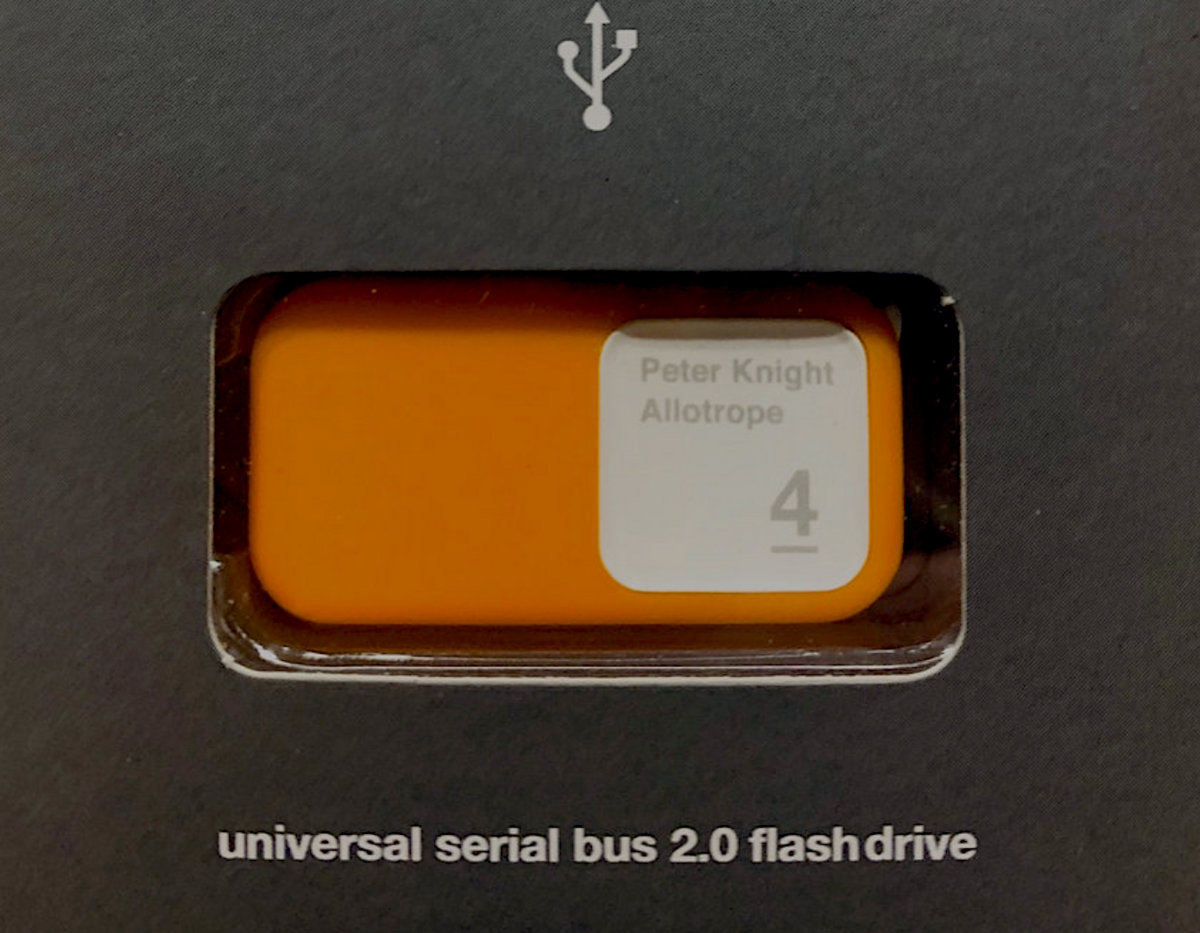 Peter Knight
Allotrope
4
universal serial bus 2.0 flashdrive